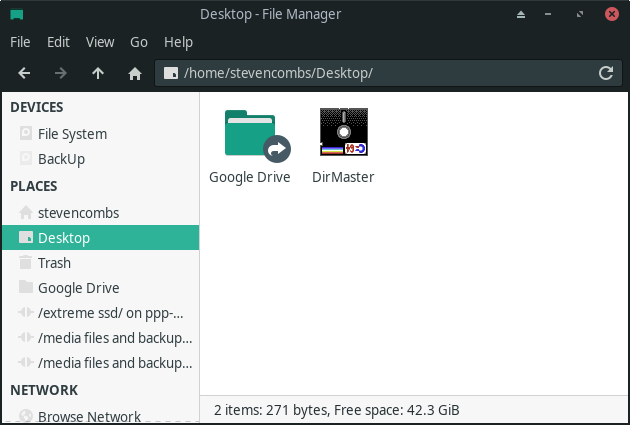 Desktop - File Manager
File Edit View Go Help
/home/stevencombs/Desktop/
DEVICES
File System
BackUp
PLACES
stevencombs
Desktop
Trash
Google Drive
/extreme ssd/ on ppp-...
/media files and backup...
/media files and backup...
NETWORK
Browse Network
Google Drive
DirMaster
C=64
2 items: 271 bytes, Free space: 42.3 GiB